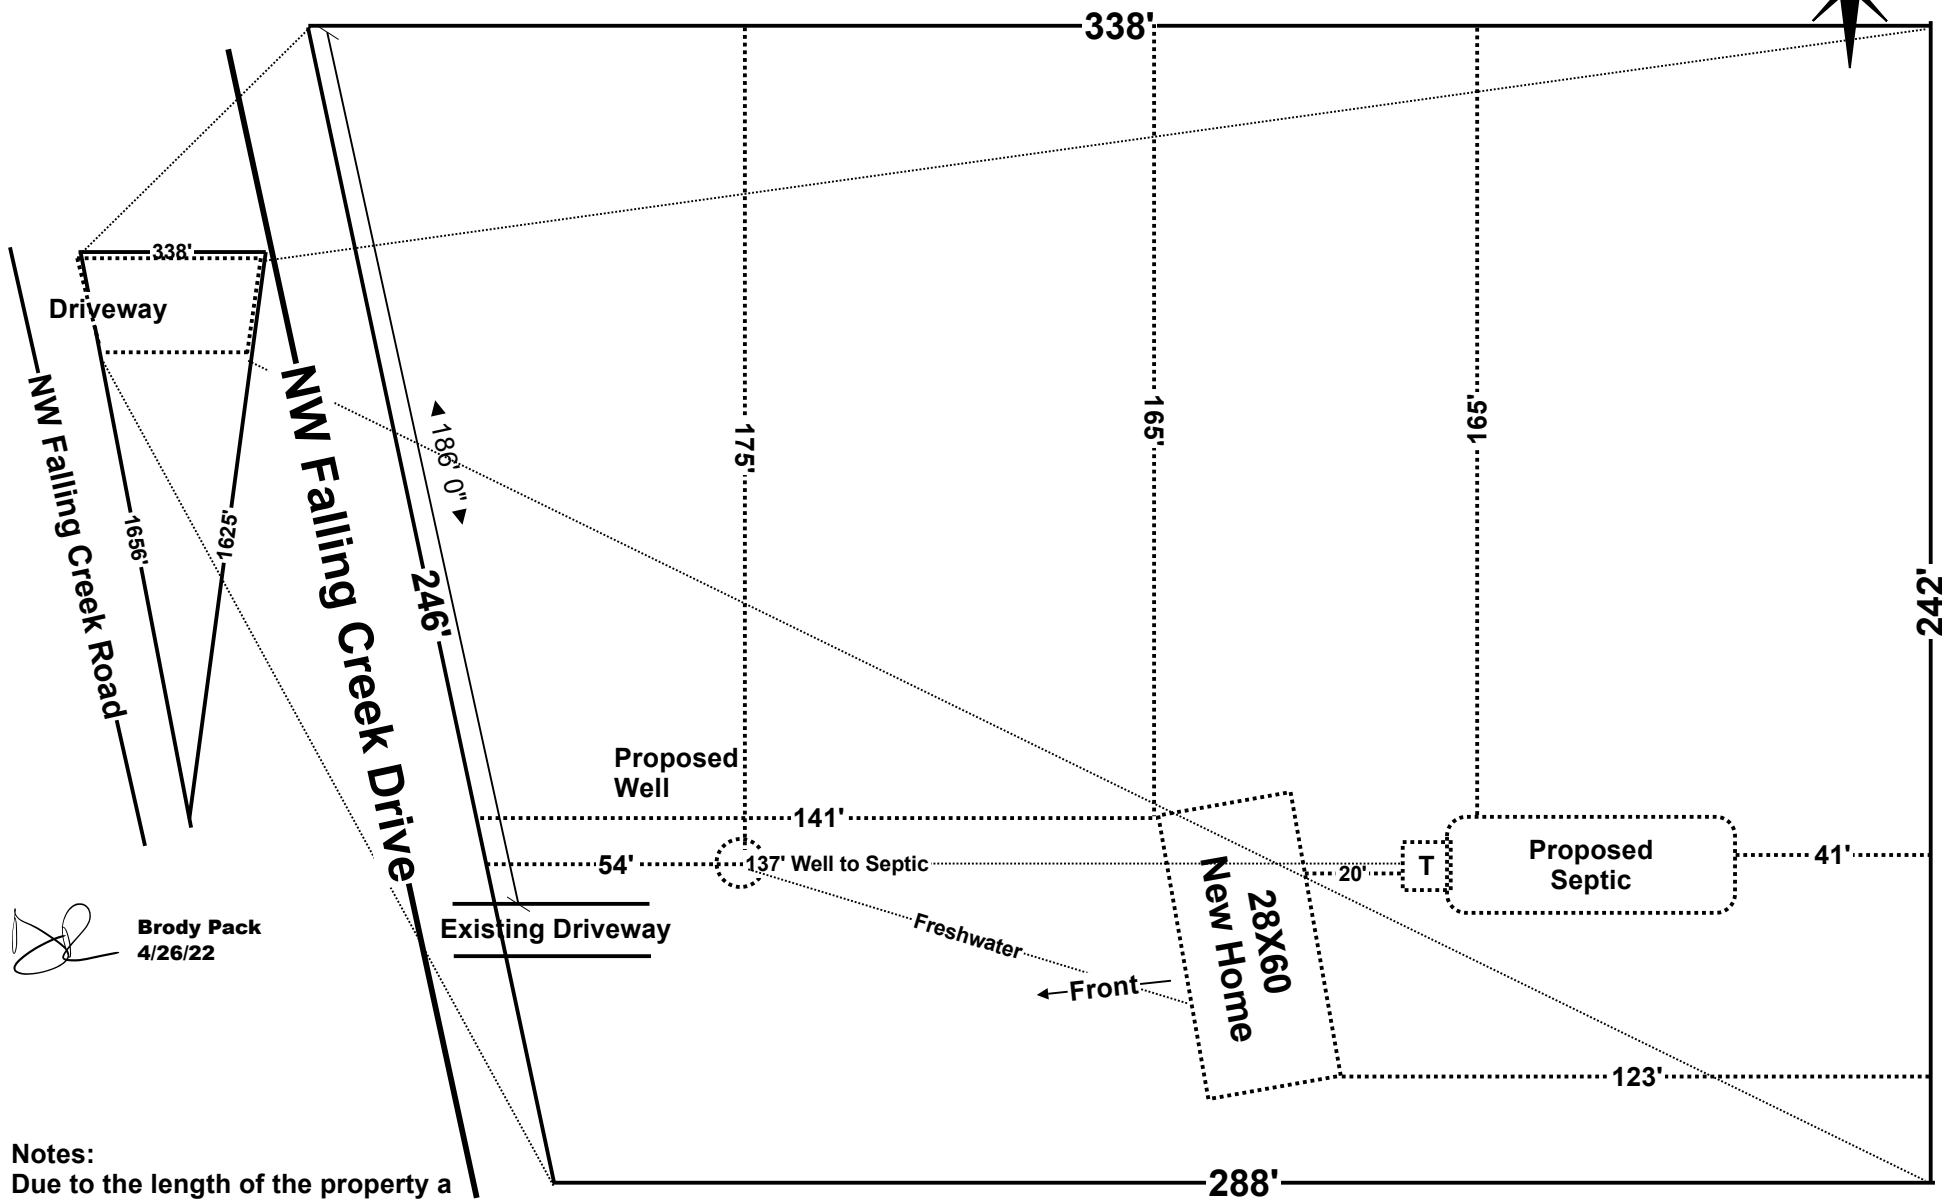 338'
338'
Driveway
NW Falling Creek Road
1656'
1625'
NW Falling Creek Drive
186' 0"
246'
175'
165'
165'
242'
Proposed
Well
141'
54'
137' Well to Septic
20'
T
Proposed
Septic
41'
Existing Driveway
Freshwater
Front
28X60
New Home
123'
Brody Pack
4/26/22
288'
Notes:
Due to the length of the property a